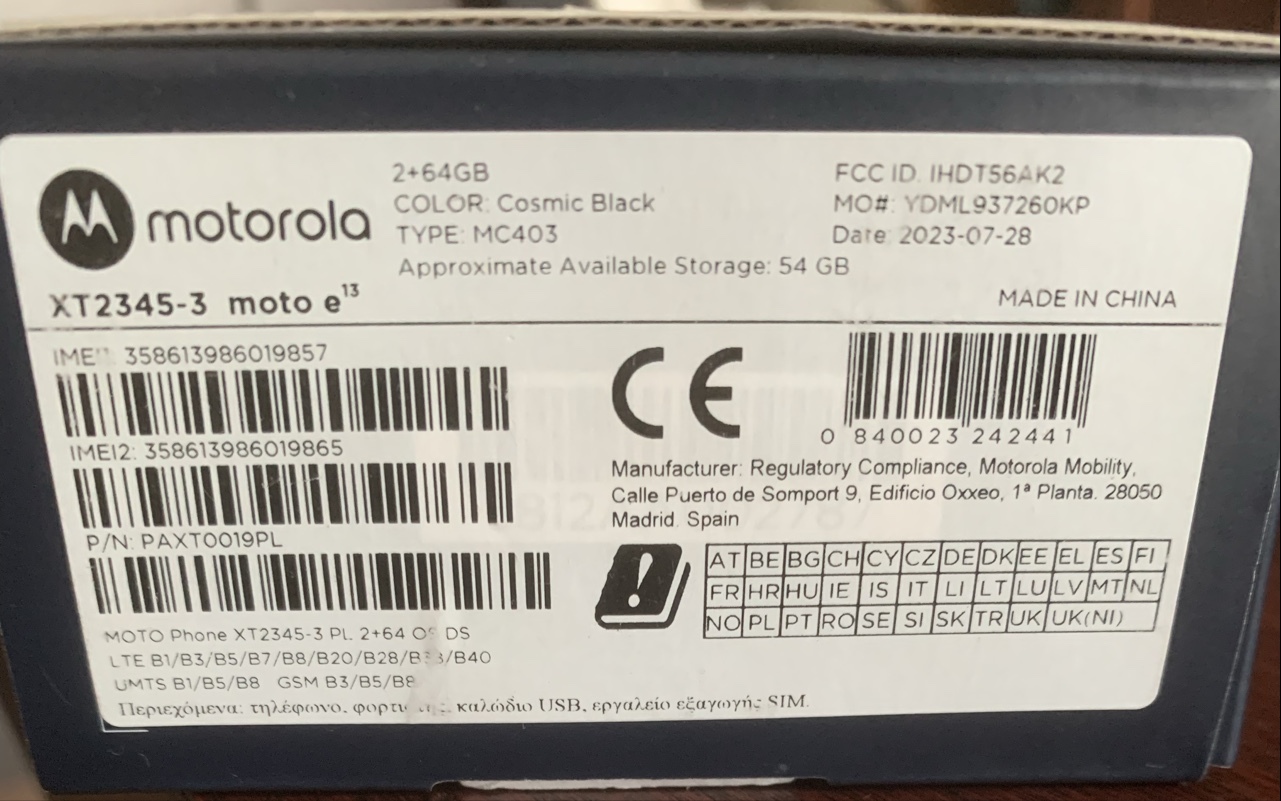 motorola
2+64GB
COLOR: Cosmic Black
TYPE: MC403
Approximate Available Storage: 54 GB
FCC ID. IHDT56AK2
MO#: YDML937260KP
Date: 2023-07-28
XT2345-3 moto e13
MADE IN CHINA
358613986019857
IMEI2: 358613986019865
P/N: PAXT0019PL
MOTO Phone XT2345-3 PL 2+64 DS
LTE B1/B3/B5/B7/B8/B20/B28/ /B40
UMTS B1/B5/B8 GSM B3/B5/B8
Περιεχόμενα: τηλέφωνο, καλώδιο USB, εργαλείο εξαγωγής SIM.
CE
0 840023 242441
Manufacturer: Regulatory Compliance, Motorola Mobility,
Calle Puerto de Somport 9, Edificio Oxxeo, 1ª Planta. 28050
Madrid. Spain
AT BE BG CH CY CZ DE DK EE EL ES FI
FR HR HU IE IS IT LI LT LU LV MT NL
NO PL PT RO SE SI SK TR UK UK(NI)